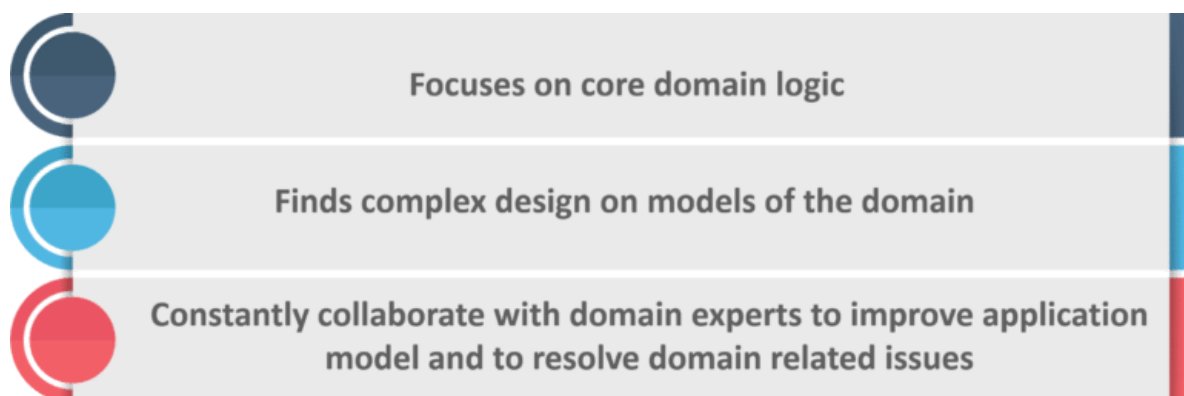 Focuses on core domain logic
Finds complex design on models of the domain
Constantly collaborate with domain experts to improve application
model and to resolve domain related issues